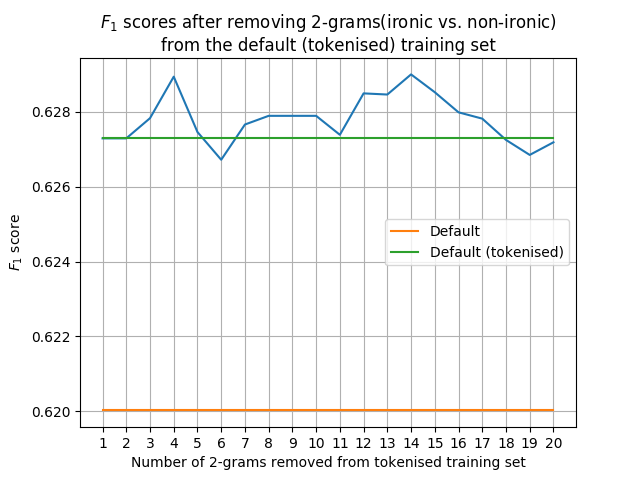 F1 scores after removing 2-grams(ironic vs. non-ironic)
from the default (tokenised) training set
0.628
0.626
0.624
0.622
0.620
F1 score
Default
Default (tokenised)
1 2 3 4 5 6 7 8 9 10 11 12 13 14 15 16 17 18 19 20
Number of 2-grams removed from tokenised training set